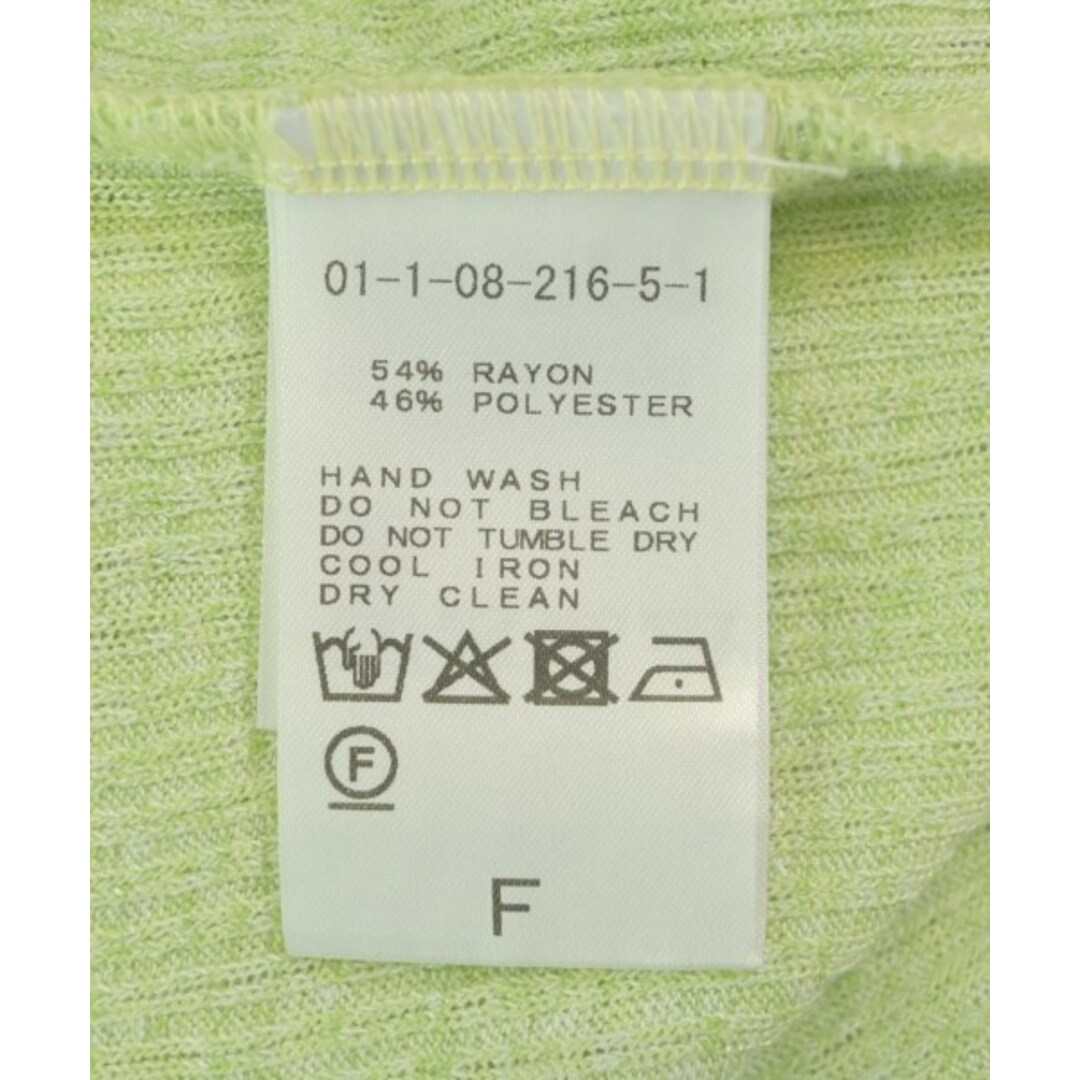 01-1-08-216-5-1
54% RAYON
46% POLYESTER
HAND WASH
DO NOT BLEACH
DO NOT TUMBLE DRY
COOL IRON
DRY CLEAN
F
F